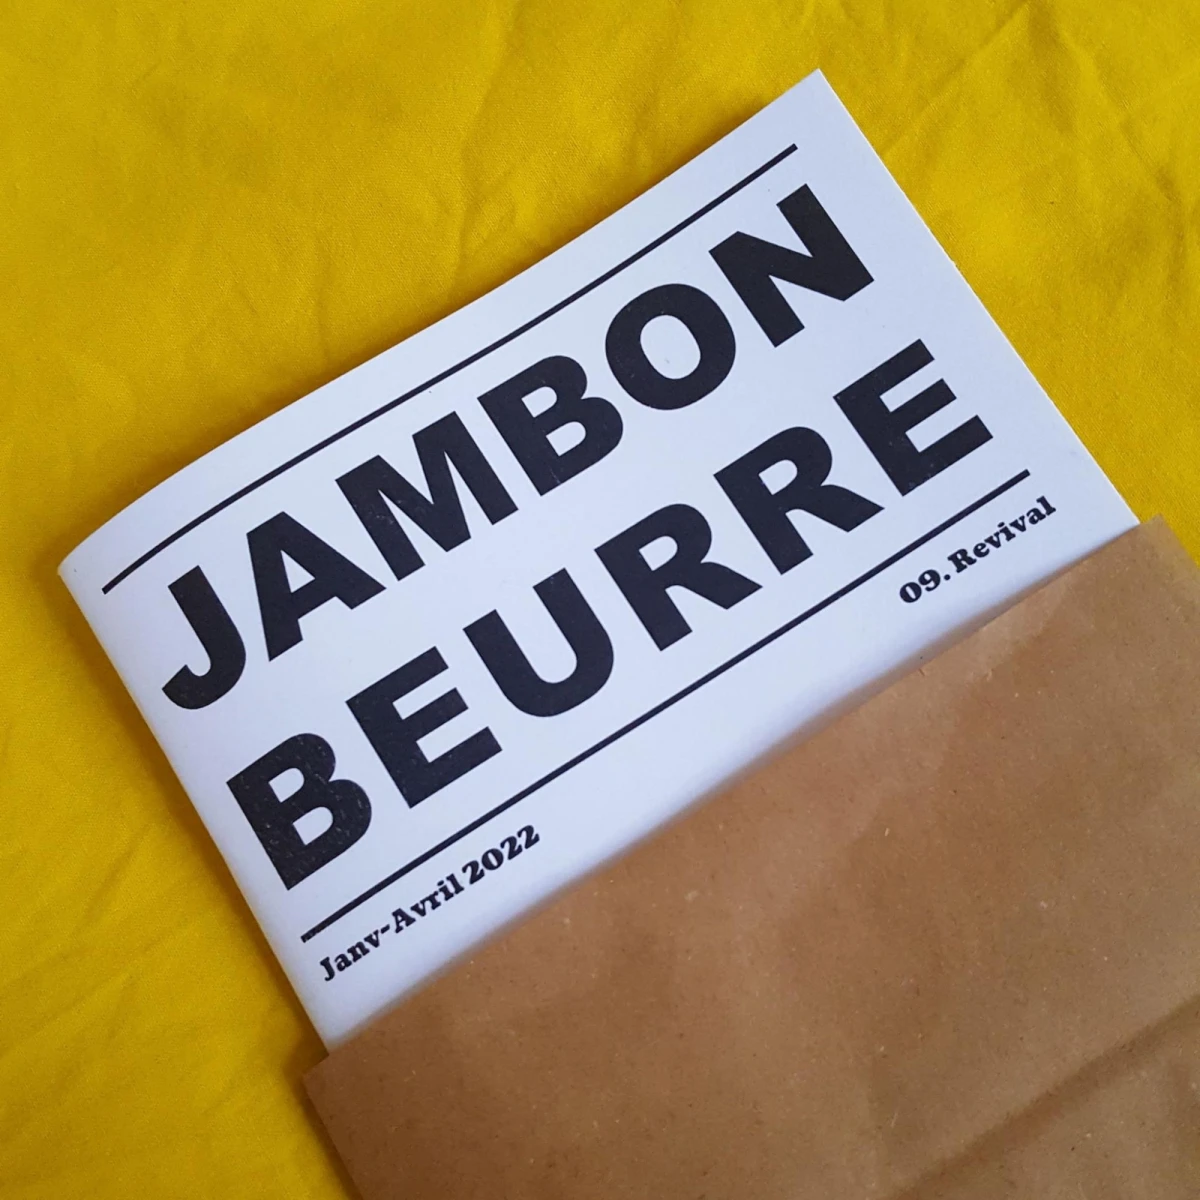 JAMBON
BEURRE
Janv-Avril 2022
09. Revival